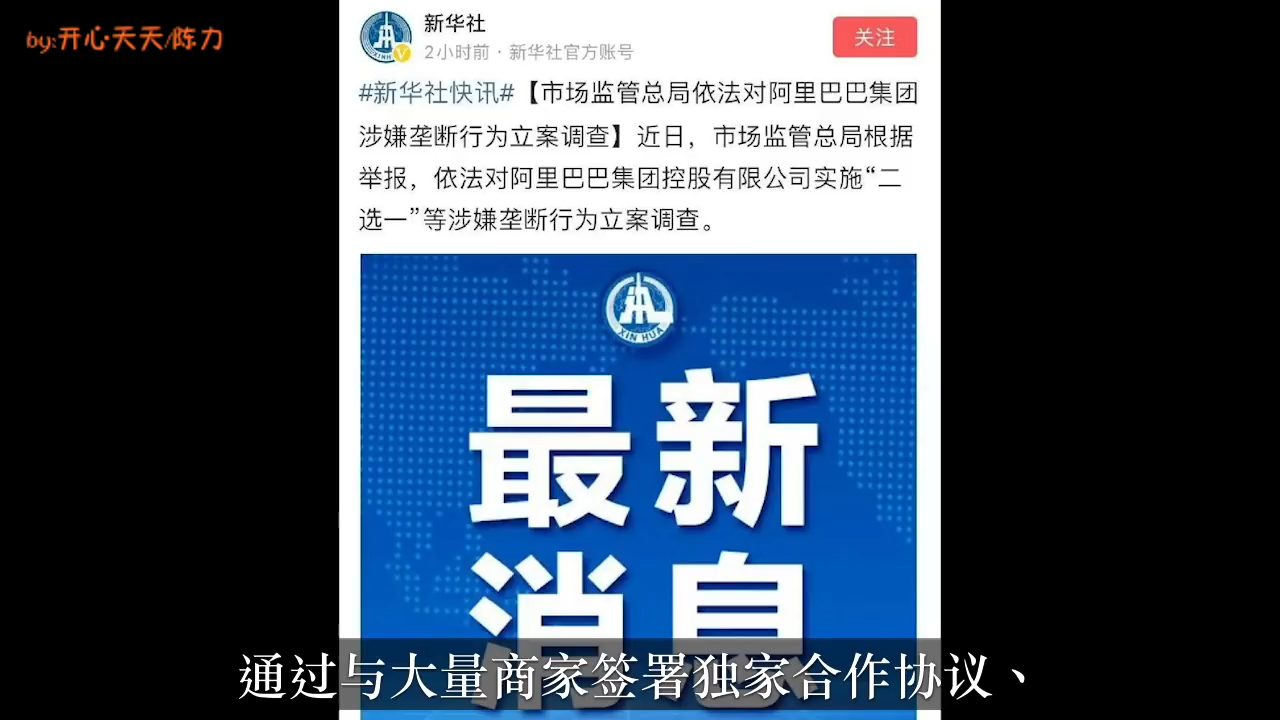 by:开心天天/陈力
新华社
2小时前 · 新华社官方账号
关注
#新华社快讯#【市场监管总局依法对阿里巴巴集团
涉嫌垄断行为立案调查】近日，市场监管总局根据
举报，依法对阿里巴巴集团控股有限公司实施“二
选一”等涉嫌垄断行为立案调查。
XINHUA
最新
消息
通过与大量商家签署独家合作协议、